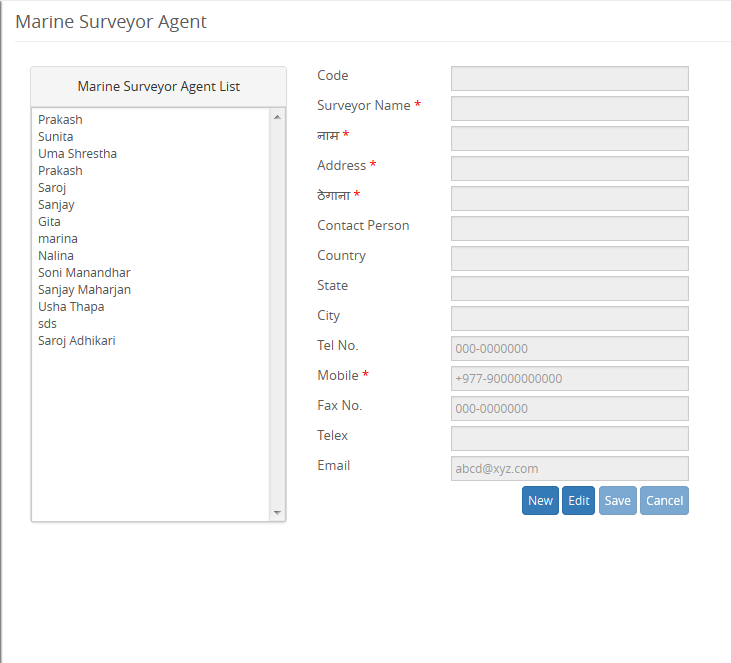 Marine Surveyor Agent
Marine Surveyor Agent List
Prakash
Sunita
Uma Shrestha
Prakash
Saroj
Sanjay
Gita
marina
Nalina
Soni Manandhar
Sanjay Maharjan
Usha Thapa
sds
Saroj Adhikari
Code
Surveyor Name *
नाम *
Address *
ठेगाना *
Contact Person
Country
State
City
Tel No. 000-0000000
Mobile * +977-90000000000
Fax No. 000-0000000
Telex
Email abcd@xyz.com
New Edit Save Cancel